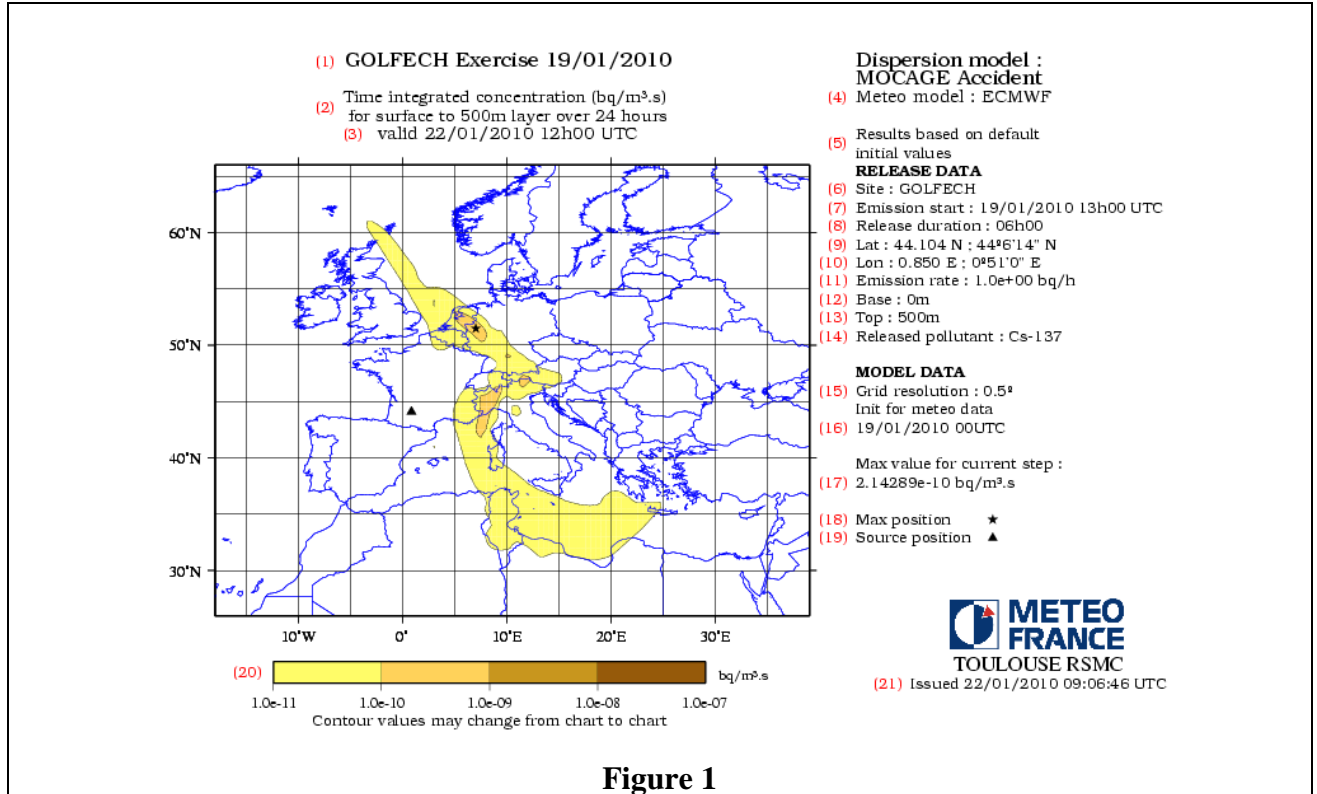 (1) GOLFECH Exercise 19/01/2010
(2) Time integrated concentration (bq/m³.s)
for surface to 500m layer over 24 hours
(3) valid 22/01/2010 12h00 UTC
Dispersion model :
MOCAGE Accident
(4) Meteo model : ECMWF
(5) Results based on default
initial values
RELEASE DATA
(6) Site : GOLFECH
(7) Emission start : 19/01/2010 13h00 UTC
(8) Release duration : 06h00
(9) Lat : 44.104 N ; 44º6'14" N
(10) Lon : 0.850 E ; 0º51'0" E
(11) Emission rate : 1.0e+00 bq/h
(12) Base : 0m
(13) Top : 500m
(14) Released pollutant : Cs-137
MODEL DATA
(15) Grid resolution : 0.5º
Init for meteo data
(16) 19/01/2010 00UTC
Max value for current step :
(17) 2.14289e-10 bq/m³.s
(18) Max position ★
(19) Source position ▲
60°N
50°N
40°N
30°N
10°W 0° 10°E 20°E 30°E
(20) bq/m³.s
1.0e-11 1.0e-10 1.0e-09 1.0e-08 1.0e-07
Contour values may change from chart to chart
METEO
FRANCE
TOULOUSE RSMC
(21) Issued 22/01/2010 09:06:46 UTC
Figure 1